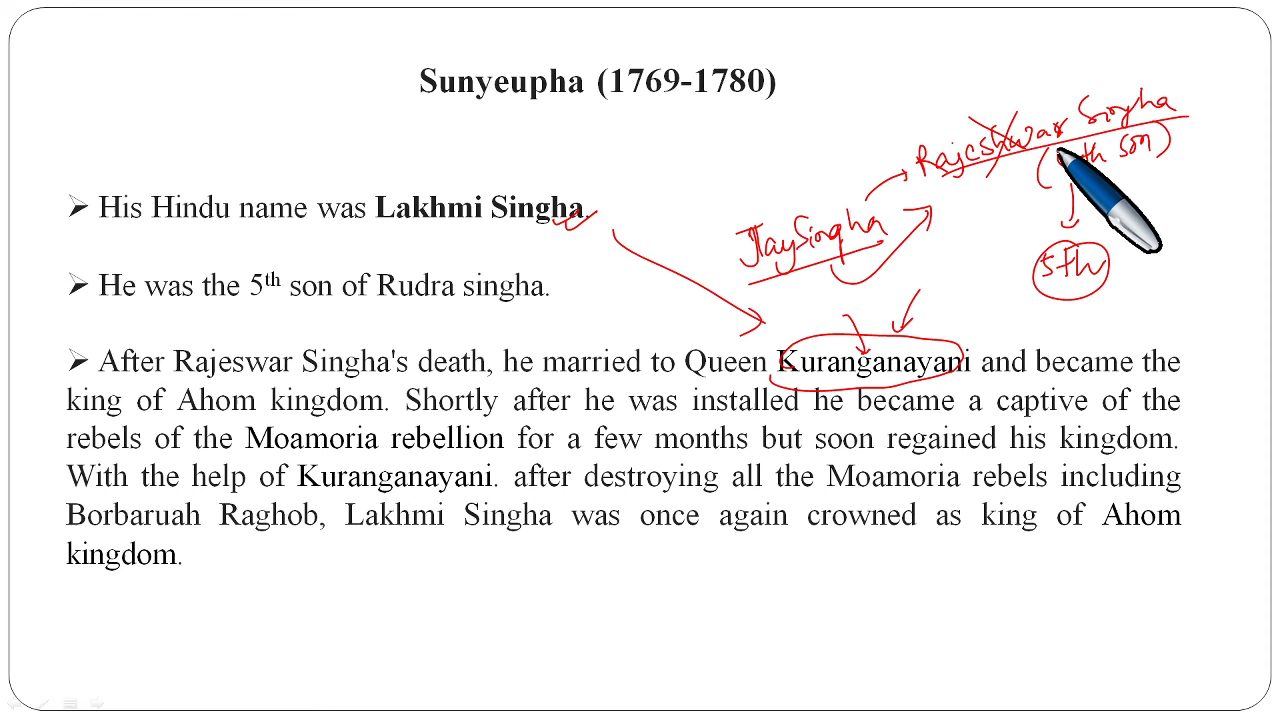 Sunyeupha (1769-1780)
Rajeshwar Singha
th son)
➢ His Hindu name was Lakhmi Singha.
JaySingha
5th
➢ He was the 5th son of Rudra singha.
➢ After Rajeswar Singha's death, he married to Queen Kuranganayani and became the
king of Ahom kingdom. Shortly after he was installed he became a captive of the
rebels of the Moamoria rebellion for a few months but soon regained his kingdom.
With the help of Kuranganayani. after destroying all the Moamoria rebels including
Borbaruah Raghob, Lakhmi Singha was once again crowned as king of Ahom
kingdom.